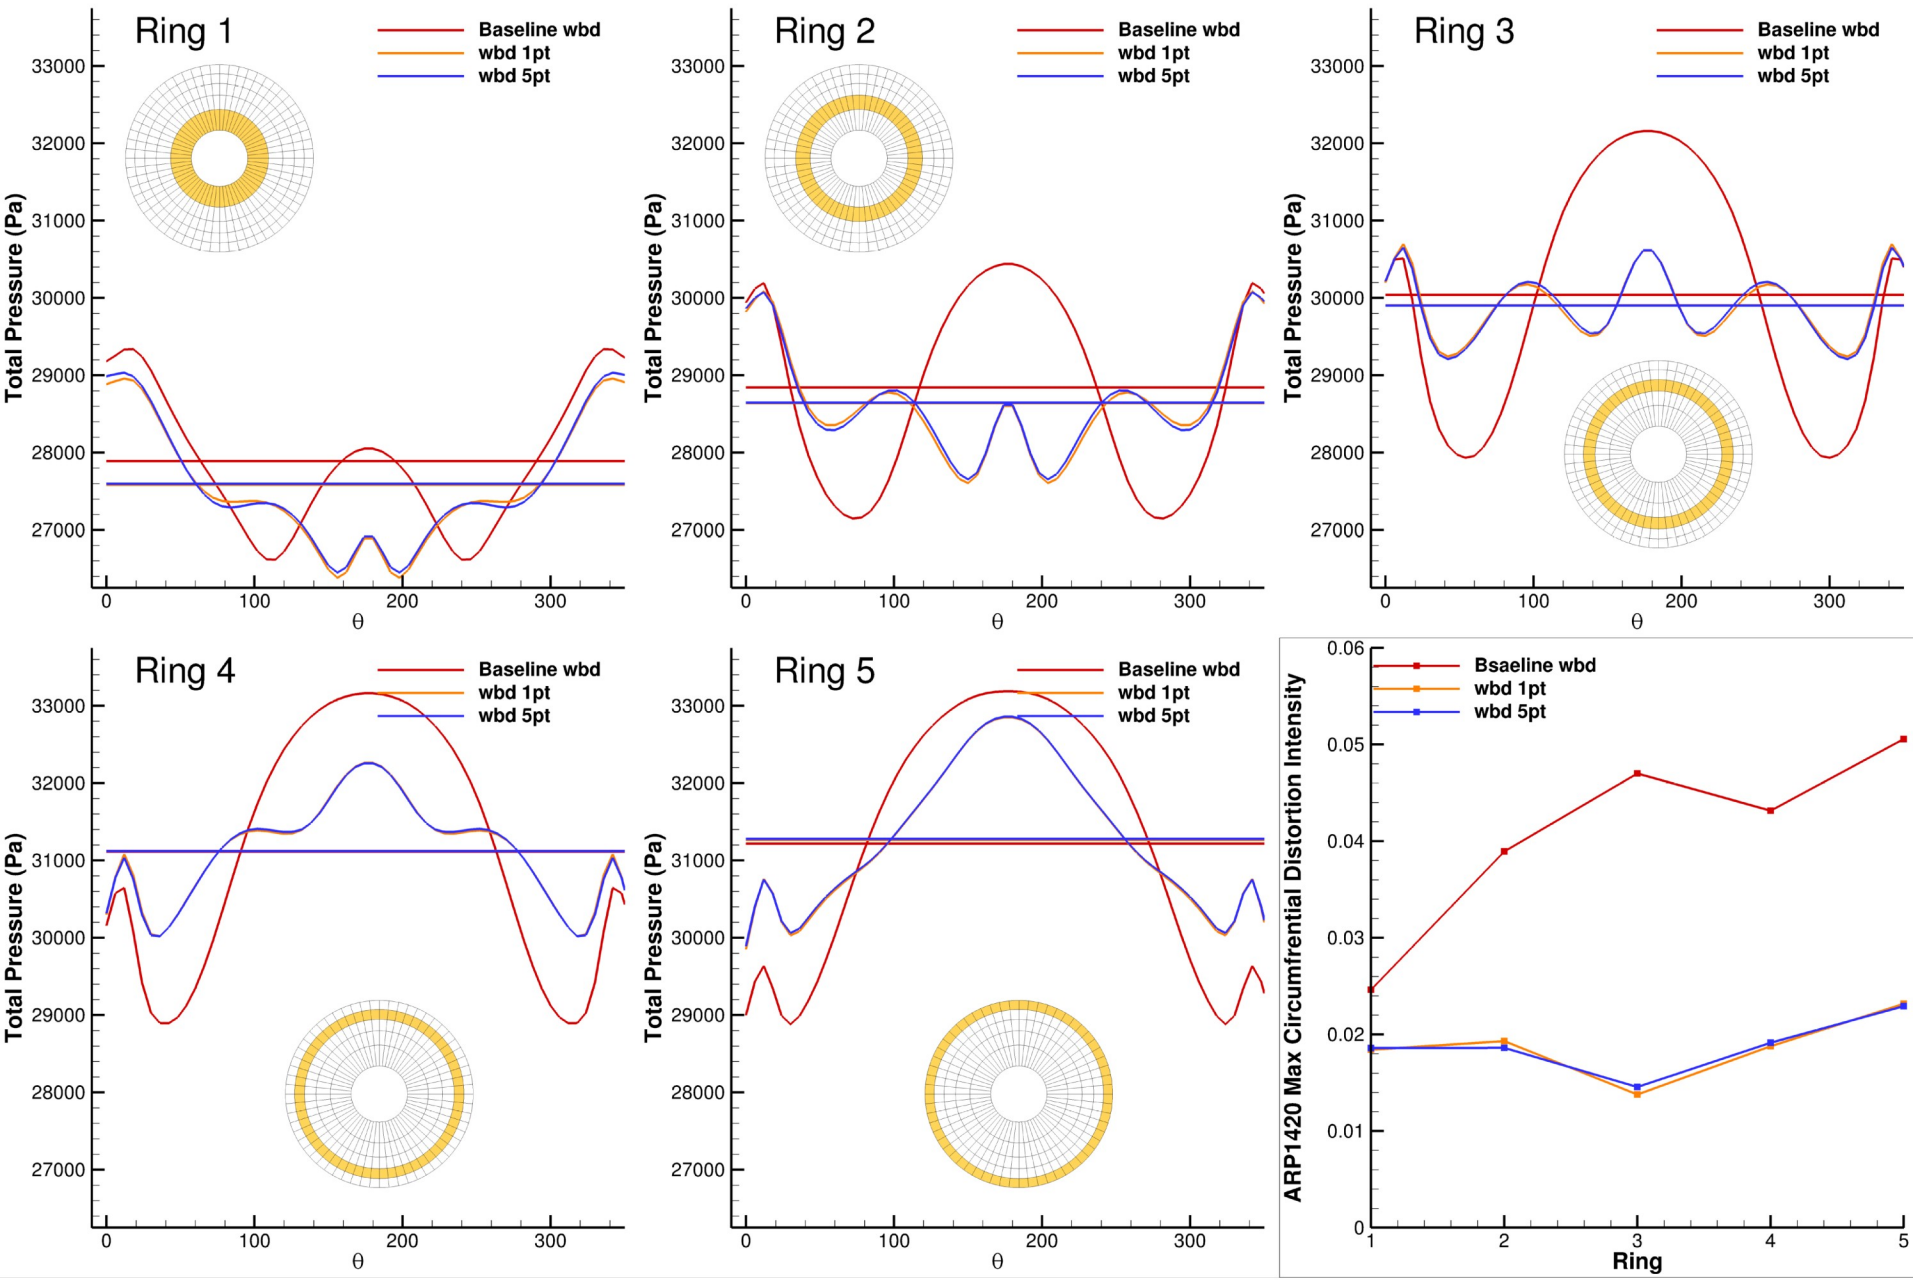 Ring 1
Baseline wbd
wbd 1pt
wbd 5pt
33000
32000
31000
30000
29000
28000
27000
Total Pressure (Pa)
0 100 200 300
θ
Ring 2
Baseline wbd
wbd 1pt
wbd 5pt
33000
32000
31000
30000
29000
28000
27000
Total Pressure (Pa)
0 100 200 300
θ
Ring 3
Baseline wbd
wbd 1pt
wbd 5pt
33000
32000
31000
30000
29000
28000
27000
Total Pressure (Pa)
0 100 200 300
θ
Ring 4
Baseline wbd
wbd 1pt
wbd 5pt
33000
32000
31000
30000
29000
28000
27000
Total Pressure (Pa)
0 100 200 300
θ
Ring 5
Baseline wbd
wbd 1pt
wbd 5pt
33000
32000
31000
30000
29000
28000
27000
Total Pressure (Pa)
0 100 200 300
θ
Bsaeline wbd
wbd 1pt
wbd 5pt
0.06
0.05
0.04
0.03
0.02
0.01
0
ARP1420 Max Circumfrential Distortion Intensity
1 2 3 4 5
Ring